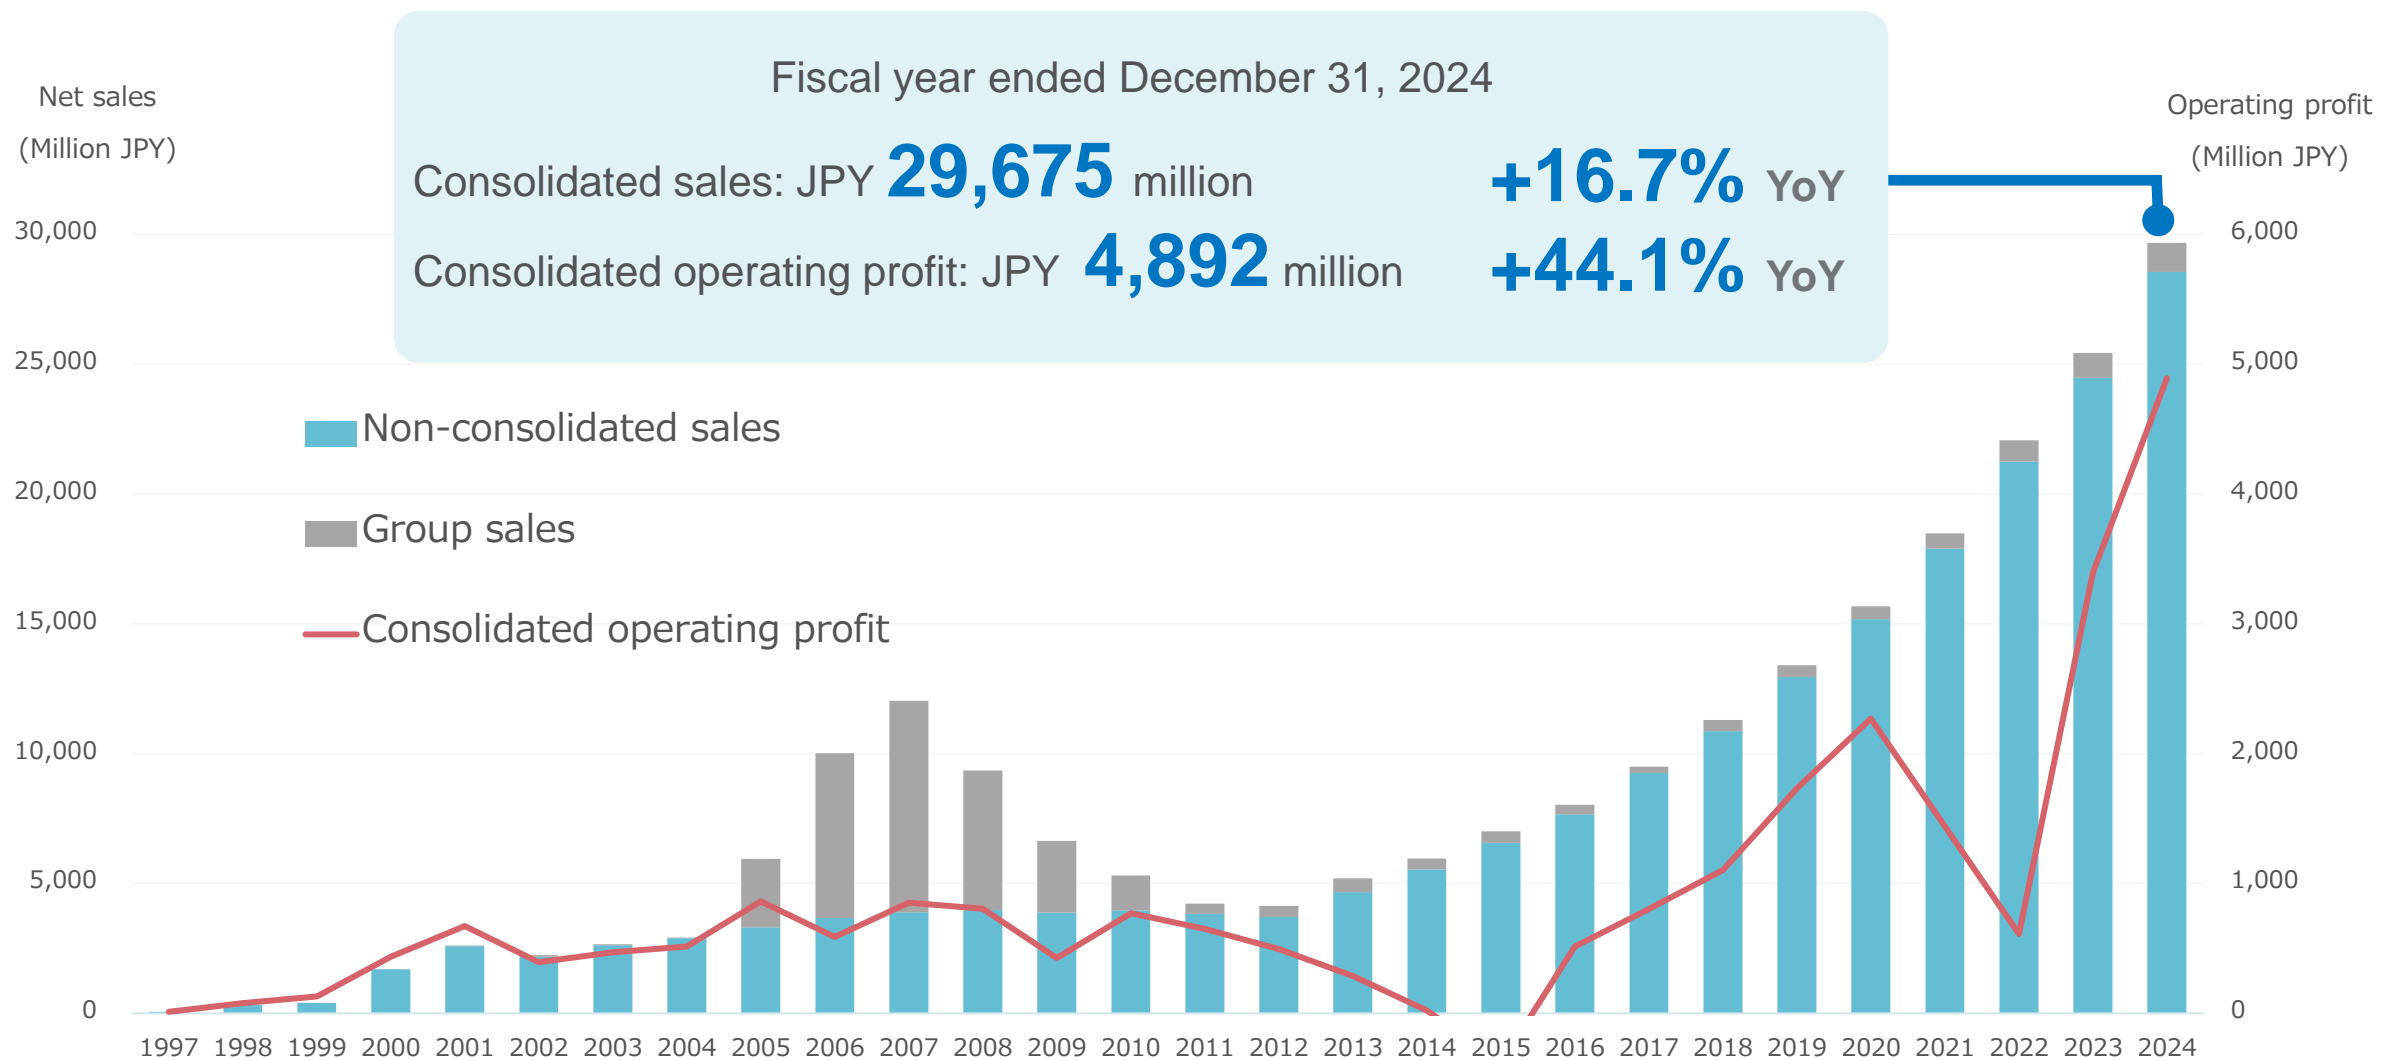 Fiscal year ended December 31, 2024
Consolidated sales: JPY 29,675 million +16.7% YoY
Consolidated operating profit: JPY 4,892 million +44.1% YoY
Net sales
(Million JPY)
Operating profit
(Million JPY)
30,000
25,000
20,000
15,000
10,000
5,000
0
Non-consolidated sales
Group sales
Consolidated operating profit
6,000
5,000
4,000
3,000
2,000
1,000
0
1997 1998 1999 2000 2001 2002 2003 2004 2005 2006 2007 2008 2009 2010 2011 2012 2013 2014 2015 2016 2017 2018 2019 2020 2021 2022 2023 2024